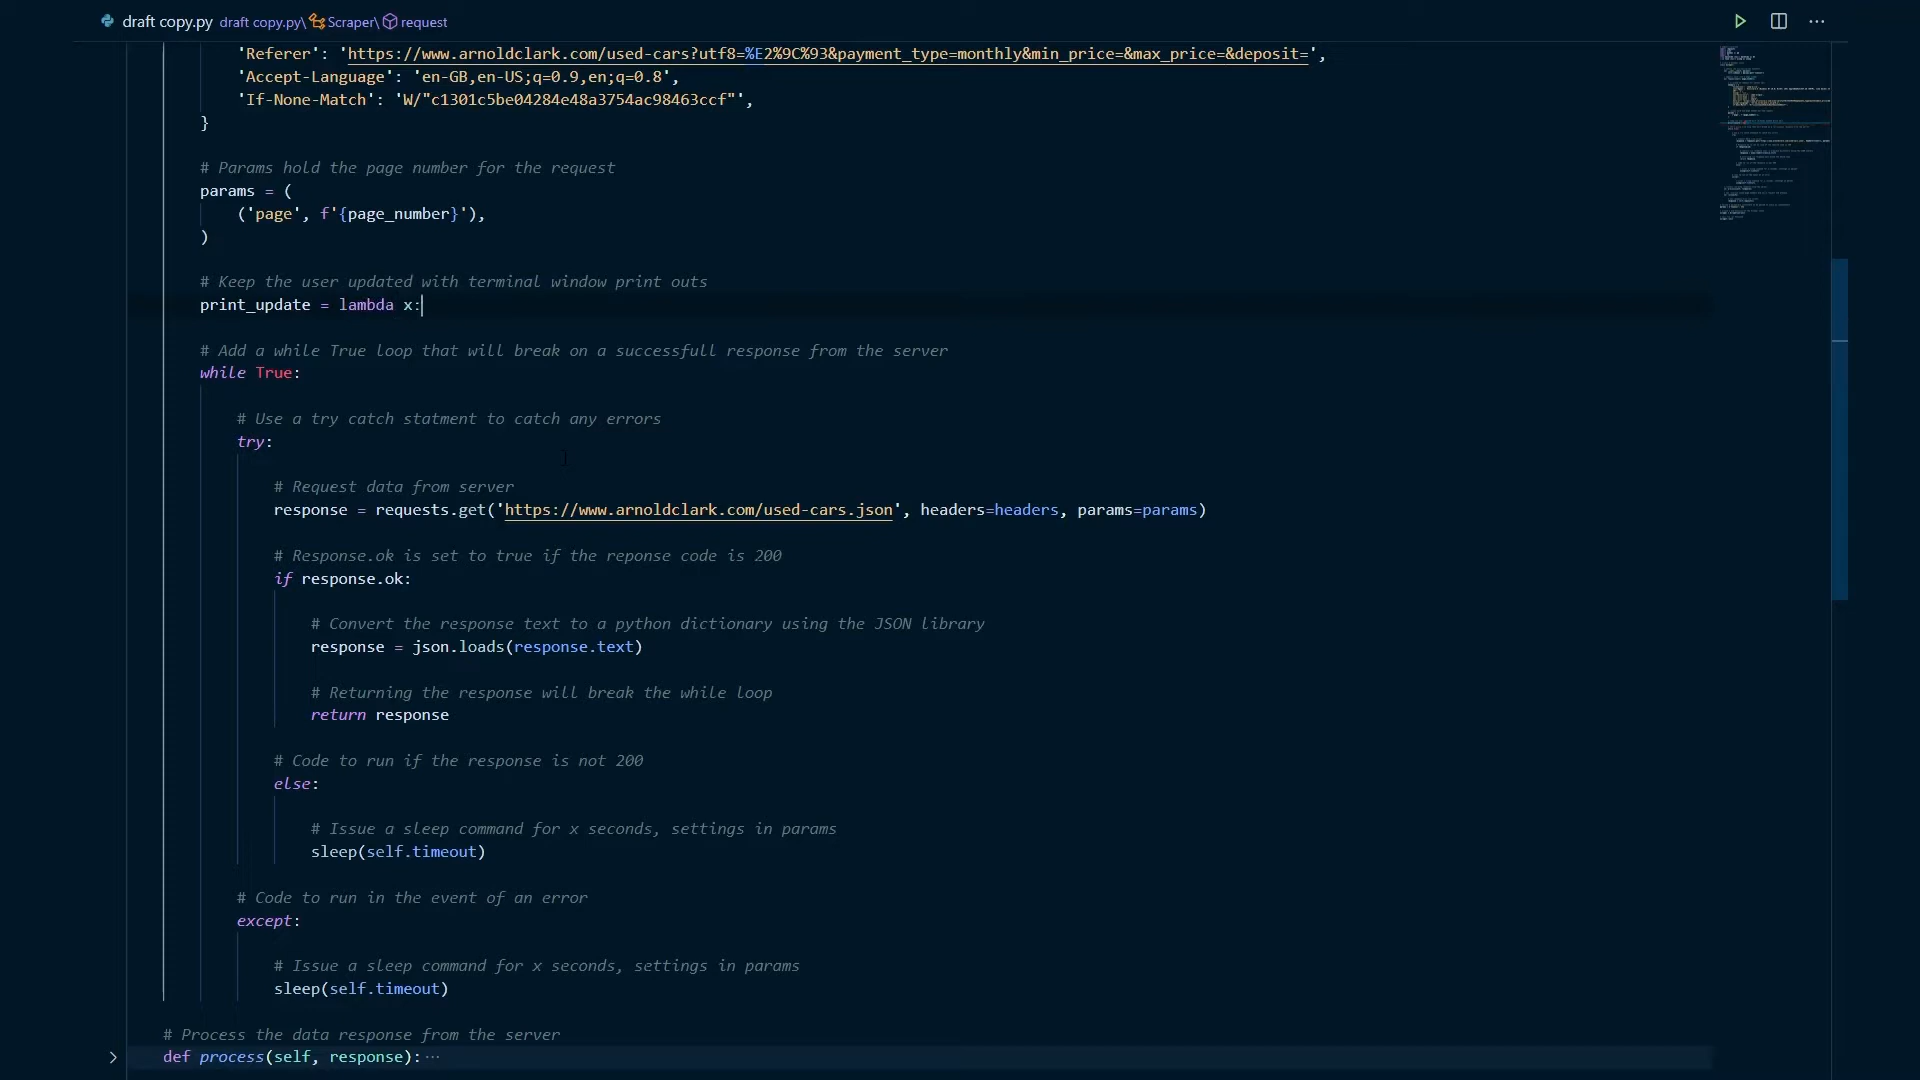 draft copy.py draft copy.py\Scraper\request
'Referer': 'https://www.arnoldclark.com/used-cars?utf8=%E2%9C%93&payment_type=monthly&min_price=&max_price=&deposit=',
'Accept-Language': 'en-GB,en-US;q=0.9,en;q=0.8',
'If-None-Match': 'W/"c1301c5be04284e48a3754ac98463ccf"',
}
# Params hold the page number for the request
params = (
('page', f'{page_number}'),
)
# Keep the user updated with terminal window print outs
print_update = lambda x:
# Add a while True loop that will break on a successfull response from the server
while True:
# Use a try catch statment to catch any errors
try:
# Request data from server
response = requests.get('https://www.arnoldclark.com/used-cars.json', headers=headers, params=params)
# Response.ok is set to true if the reponse code is 200
if response.ok:
# Convert the response text to a python dictionary using the JSON library
response = json.loads(response.text)
# Returning the response will break the while loop
return response
# Code to run if the response is not 200
else:
# Issue a sleep command for x seconds, settings in params
sleep(self.timeout)
# Code to run in the event of an error
except:
# Issue a sleep command for x seconds, settings in params
sleep(self.timeout)
# Process the data response from the server
def process(self, response):···